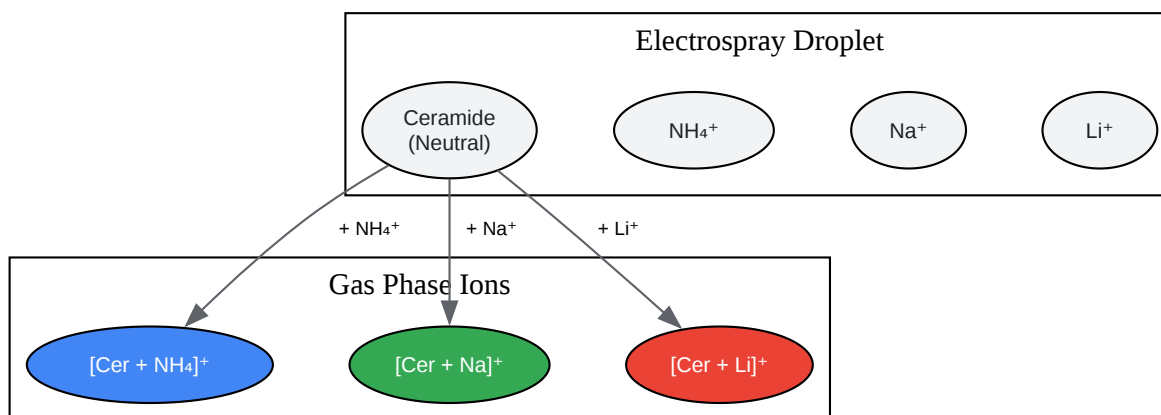 Electrospray Droplet
Ceramide
(Neutral)
NH₄⁺
Na⁺
Li⁺
+ NH₄⁺
+ Na⁺
+ Li⁺
Gas Phase Ions
[Cer + NH₄]⁺
[Cer + Na]⁺
[Cer + Li]⁺